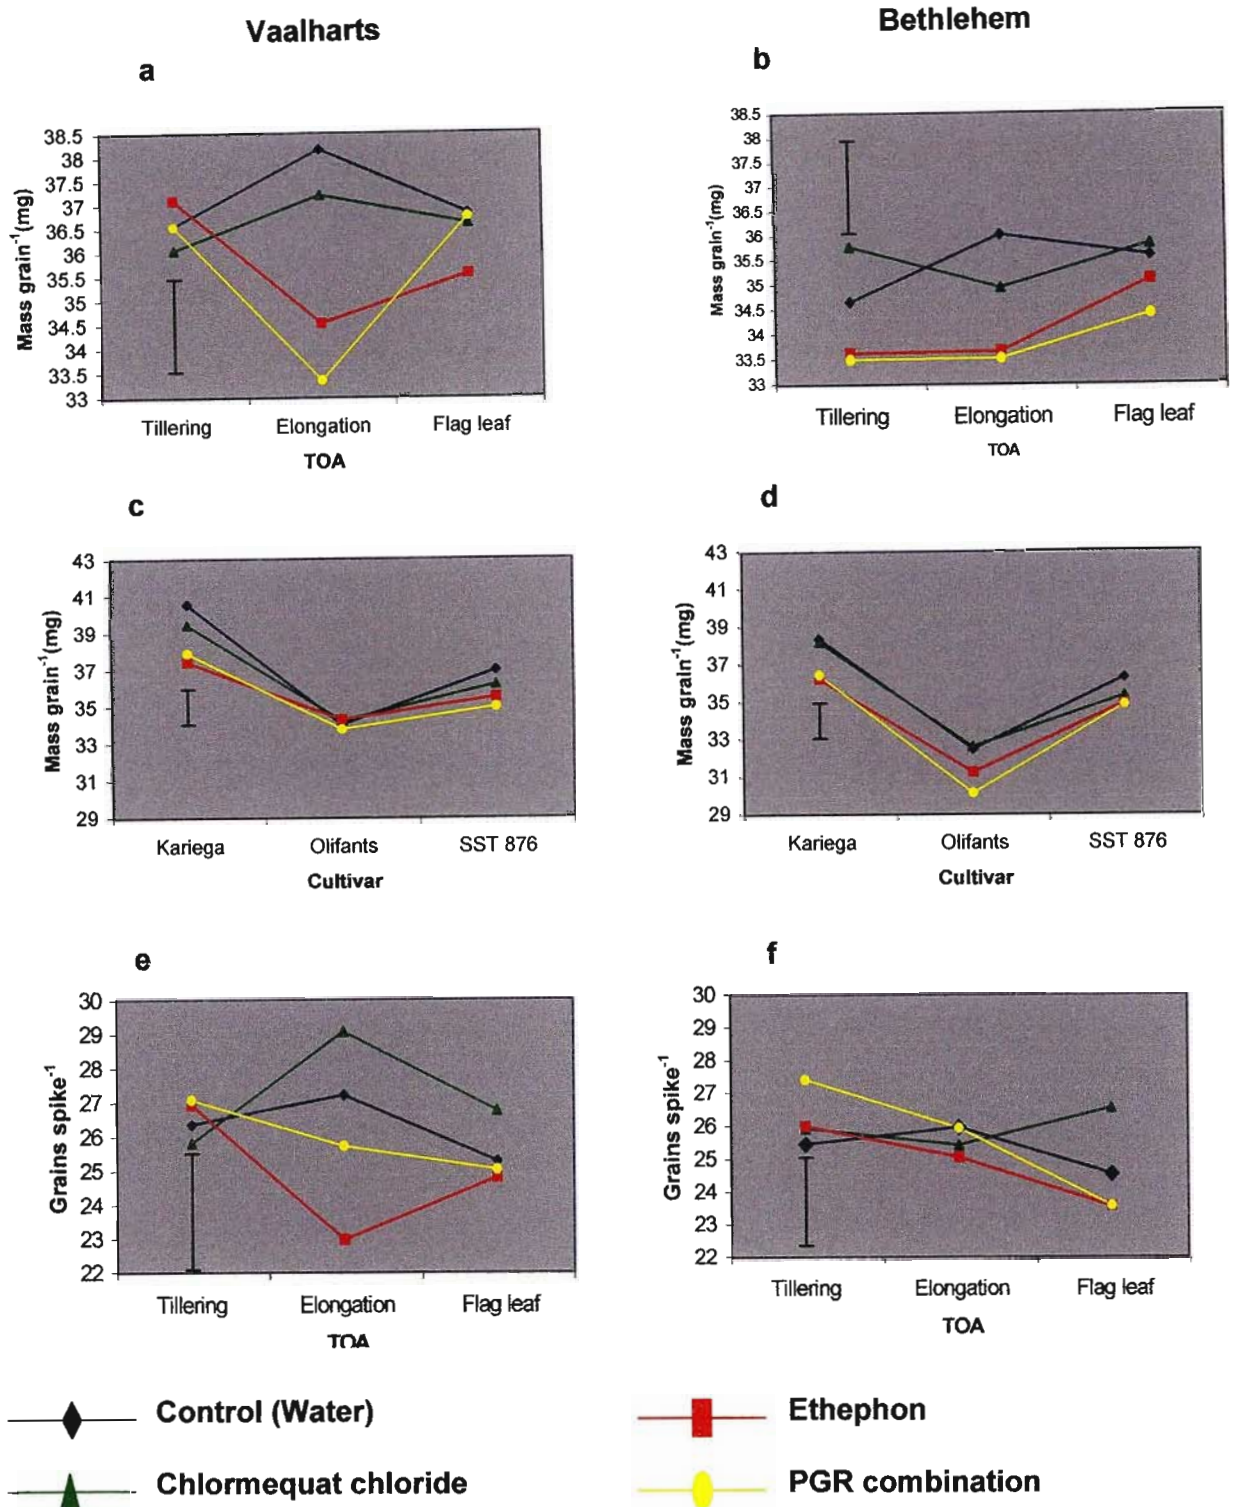 Vaalharts
Bethlehem
a
38.5
38
37.5
37
36.5
36
35.5
35
34.5
34
33.5
33
Mass grain⁻¹(mg)
Tillering Elongation Flag leaf
TOA
b
38.5
38
37.5
37
36.5
36
35.5
35
34.5
34
33.5
33
Mass grain⁻¹(mg)
Tillering Elongation Flag leaf
TOA
c
43
41
39
37
35
33
31
29
Mass grain⁻¹(mg)
Kariega Olifants SST 876
Cultivar
d
43
41
39
37
35
33
31
29
Mass grain⁻¹(mg)
Kariega Olifants SST 876
Cultivar
e
30
29
28
27
26
25
24
23
22
Grains spike⁻¹
Tillering Elongation Flag leaf
TOA
f
30
29
28
27
26
25
24
23
22
Grains spike⁻¹
Tillering Elongation Flag leaf
TOA
Control (Water)
Ethephon
Chlormequat chloride
PGR combination